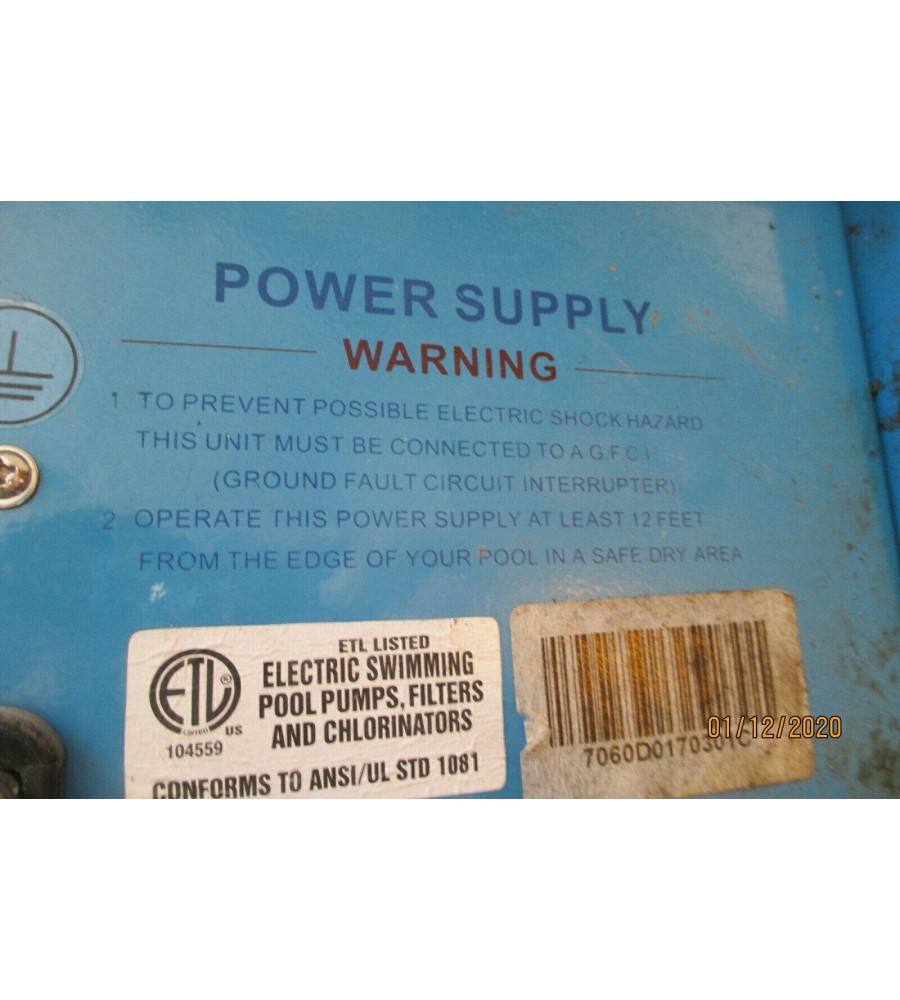 POWER SUPPLY
WARNING
1. TO PREVENT POSSIBLE ELECTRIC SHOCK HAZARD
THIS UNIT MUST BE CONNECTED TO A G.F.C.I
(GROUND FAULT CIRCUIT INTERRUPTER)
2. OPERATE THIS POWER SUPPLY AT LEAST 12 FEET
FROM THE EDGE OF YOUR POOL IN A SAFE DRY AREA
ETL LISTED
ELECTRIC SWIMMING
POOL PUMPS, FILTERS
AND CHLORINATORS
ETL ®
LISTED
US
104559
CONFORMS TO ANSI/UL STD 1081
01/12/2020
7060D0170301C